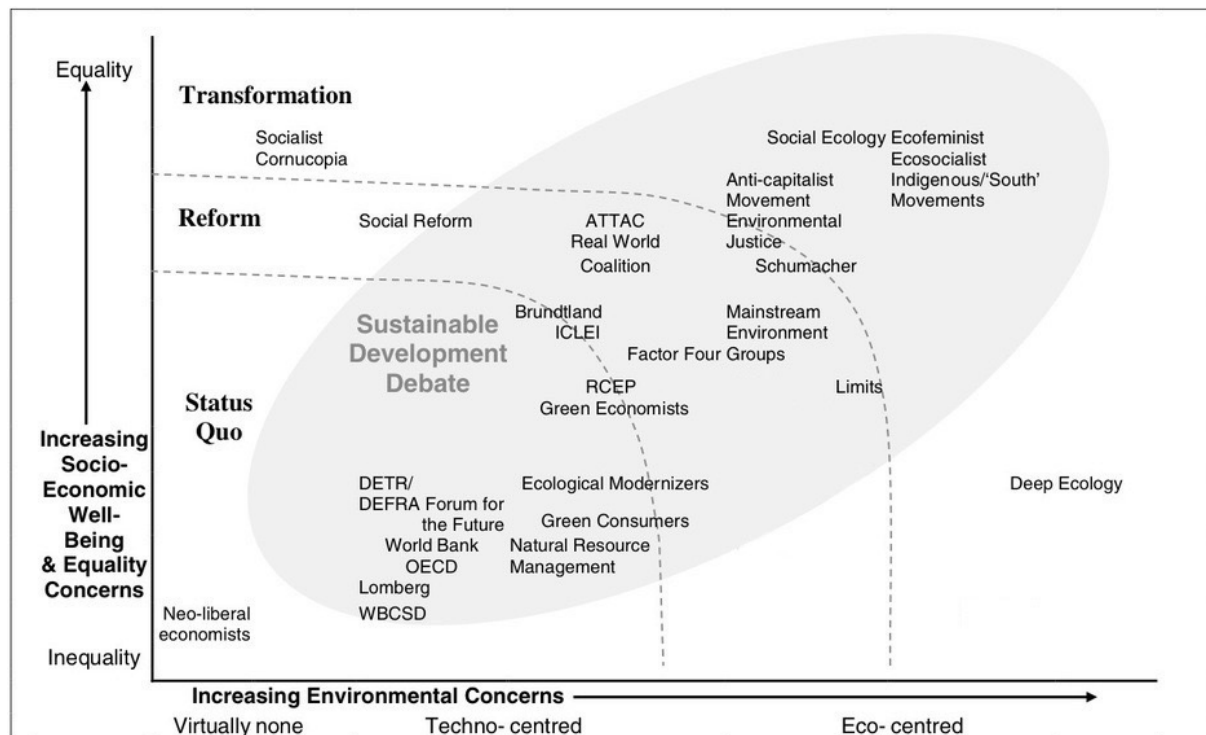 Equality
Transformation
Socialist
Cornucopia
Social Ecology
Ecofeminist
Ecosocialist
Indigenous/‘South’
Movements
Anti-capitalist
Movement
Environmental
Justice
Reform
Social Reform
ATTAC
Real World
Coalition
Schumacher
Brundtland
ICLEI
Mainstream
Environment
Sustainable
Development
Debate
Factor Four Groups
RCEP
Green Economists
Limits
Status
Quo
Increasing
Socio-
Economic
Well-
Being
& Equality
Concerns
DETR/
DEFRA Forum for
the Future
Ecological Modernizers
Green Consumers
Deep Ecology
World Bank
OECD
Natural Resource
Management
Lomberg
WBCSD
Neo-liberal
economists
Inequality
Increasing Environmental Concerns
Virtually none
Techno- centred
Eco- centred